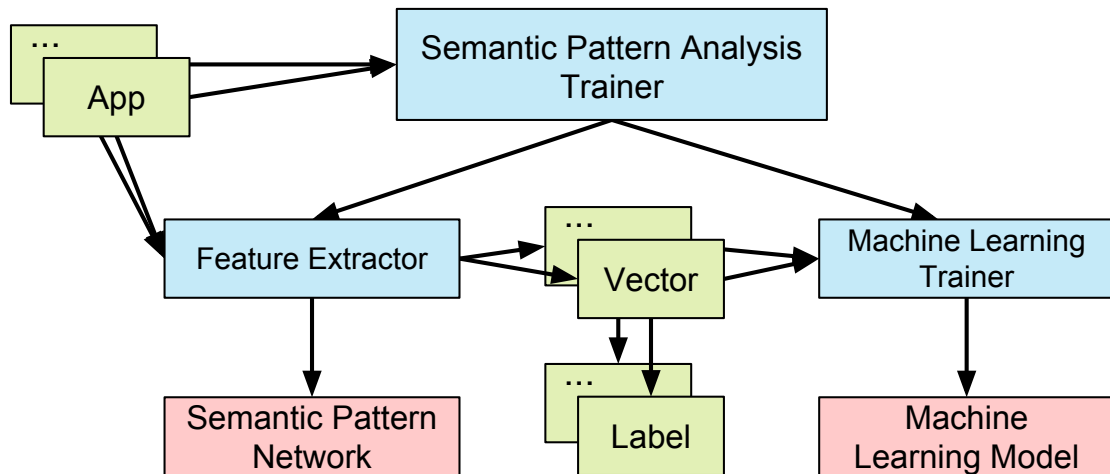 ...
App
Semantic Pattern Analysis
Trainer
Feature Extractor
...
Vector
Machine Learning
Trainer
Semantic Pattern
Network
...
Label
Machine
Learning Model